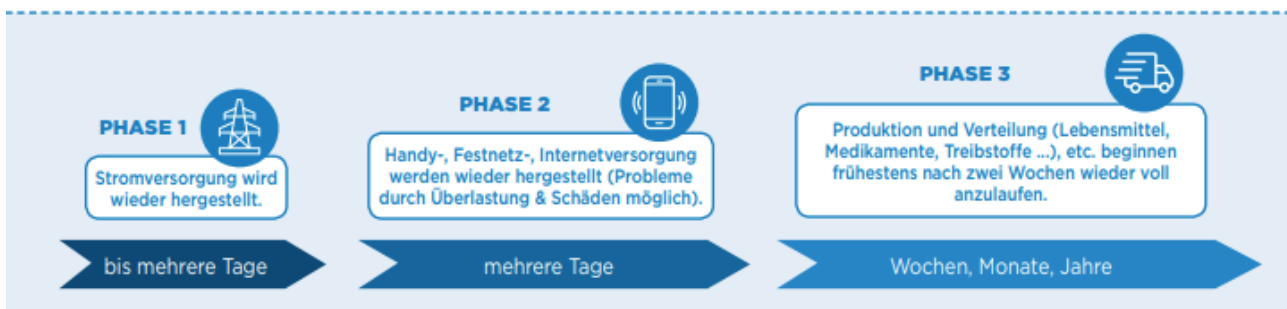 PHASE 1
Stromversorgung wird
wieder hergestellt.
bis mehrere Tage
PHASE 2
Handy-, Festnetz-, Internetversorgung
werden wieder hergestellt (Probleme
durch Überlastung & Schäden möglich).
mehrere Tage
PHASE 3
Produktion und Verteilung (Lebensmittel,
Medikamente, Treibstoffe ...), etc. beginnen
frühestens nach zwei Wochen wieder voll
anzulaufen.
Wochen, Monate, Jahre